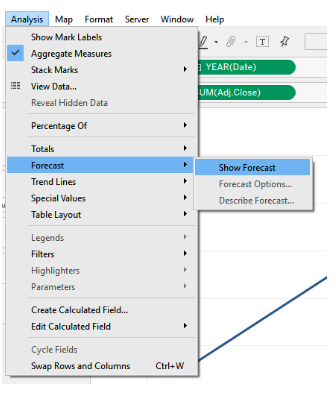 Analysis Map Format Server Window Help
Show Mark Labels
Aggregate Measures
Stack Marks
View Data...
Reveal Hidden Data
Percentage Of
Totals
Forecast
Trend Lines
Special Values
Table Layout
Legends
Filters
Highlighters
Parameters
Create Calculated Field...
Edit Calculated Field
Cycle Fields
Swap Rows and Columns Ctrl+W
Show Forecast
Forecast Options...
Describe Forecast...
T
YEAR(Date)
UM(Adj.Close)